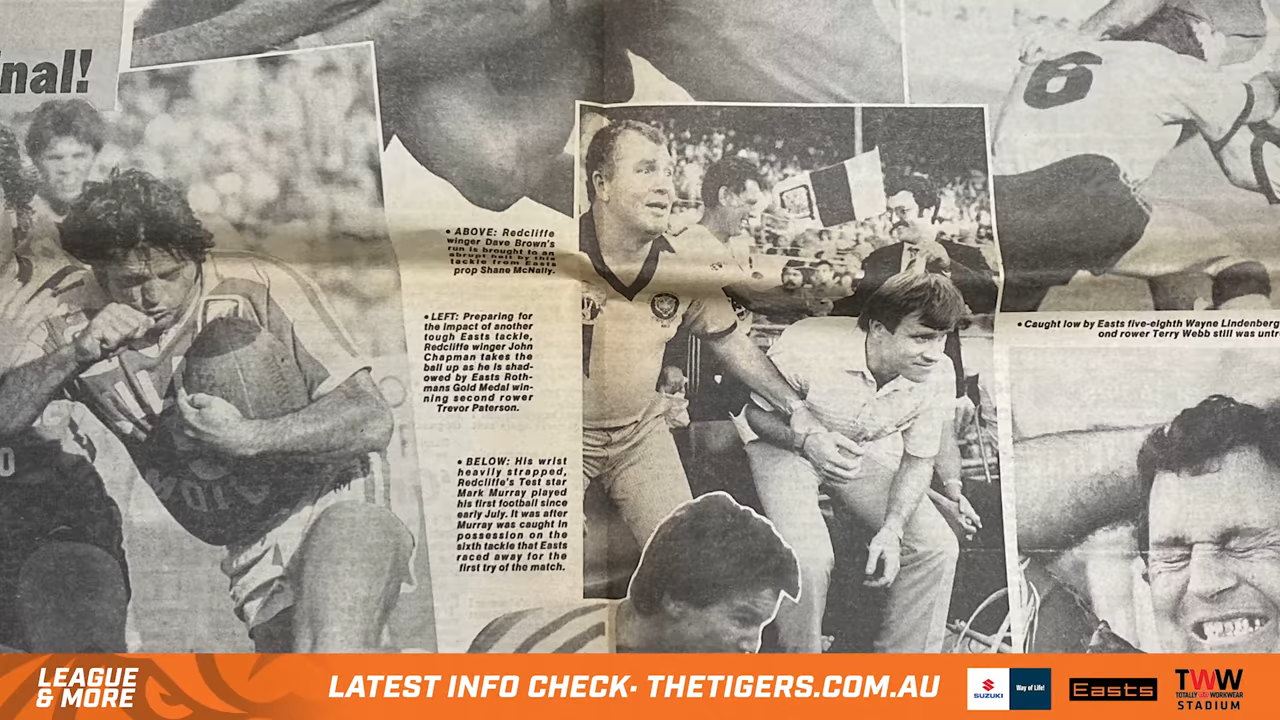 nal!
6
• ABOVE: Redcliffe
winger Dave Brown's
run is brought to an
abrupt halt by this
tackle from Easts
prop Shane McNally.
• LEFT: Preparing for
the impact of another
tough Easts tackle,
Redcliffe winger John
Chapman takes the
ball up as he is shad-
owed by Easts Roth-
mans Gold Medal win-
ning second rower
Trevor Paterson.
• BELOW: His wrist
heavily strapped,
Redcliffe's Test star
Mark Murray played
his first football since
early July. It was after
Murray was caught in
possession on the
sixth tackle that Easts
raced away for the
first try of the match.
• Caught low by Easts five-eighth Wayne Lindenberg
ond rower Terry Webb still was untr
LEAGUE
& MORE
LATEST INFO CHECK· THETIGERS.COM.AU
SUZUKI
Way of Life!
Easts
TWW
TOTALLY WORKWEAR
STADIUM